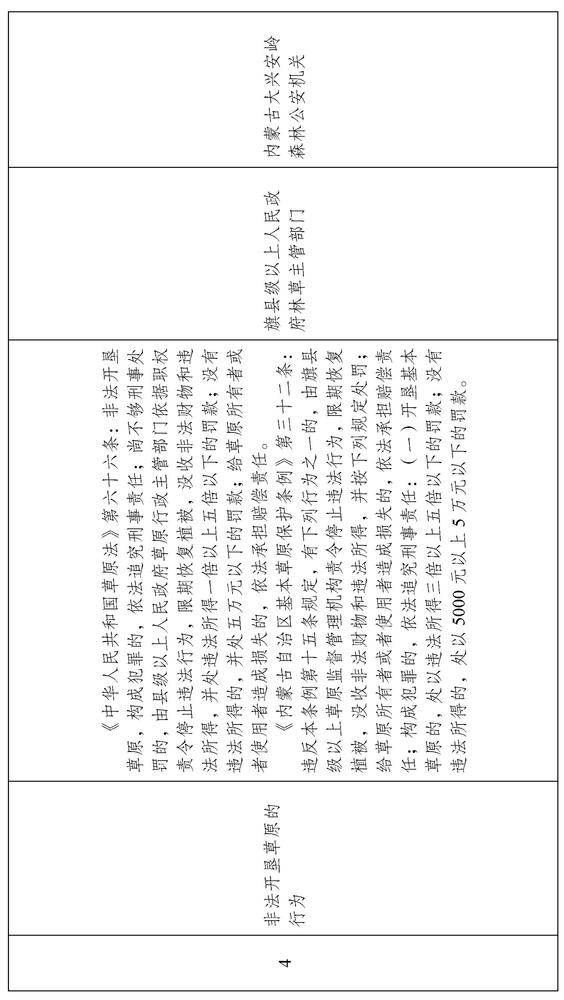 4
非法开垦草原的
行为
《中华人民共和国草原法》第六十六条：非法开垦
草原，构成犯罪的，依法追究刑事责任；尚不够刑事处
罚的，由县级以上人民政府草原行政主管部门依据职权
责令停止违法行为，限期恢复植被，没收非法财物和违
法所得，并处违法所得一倍以上五倍以下的罚款；没有
违法所得的，并处五万元以下的罚款；给草原所有者或
者使用者造成损失的，依法承担赔偿责任。
《内蒙古自治区基本草原保护条例》第三十二条：
违反本条例第十五条规定，有下列行为之一的，由旗县
级以上草原监督管理机构责令停止违法行为，限期恢复
植被，没收非法财物和违法所得，并按下列规定处罚；
给草原所有者或者使用者造成损失的，依法承担赔偿责
任；构成犯罪的，依法追究刑事责任：（一）开垦基本
草原的，处以违法所得三倍以上五倍以下的罚款；没有
违法所得的，处以 5000 元以上 5 万元以下的罚款。
旗县级以上人民政
府林草主管部门
内蒙古大兴安岭
森林公安机关